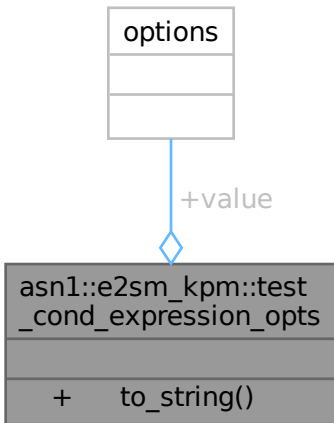 options
+value
asn1::e2sm_kpm::test
_cond_expression_opts
+ to_string()